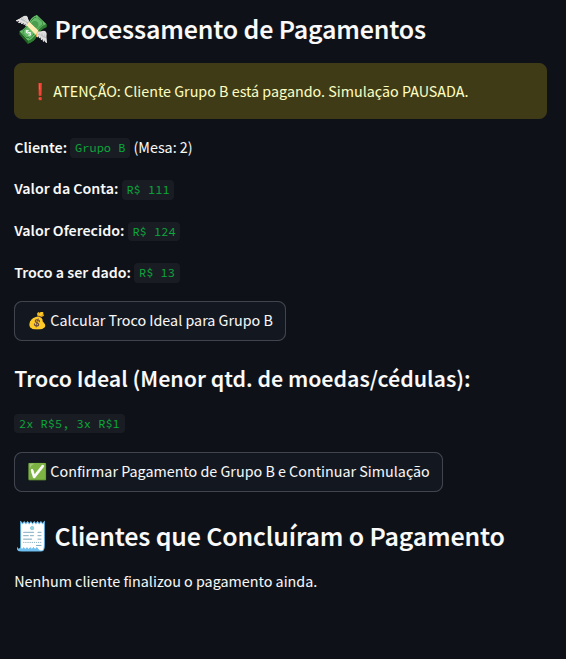 💸 Processamento de Pagamentos
❗ ATENÇÃO: Cliente Grupo B está pagando. Simulação PAUSADA.
Cliente: Grupo B (Mesa: 2)
Valor da Conta: R$ 111
Valor Oferecido: R$ 124
Troco a ser dado: R$ 13
💰 Calcular Troco Ideal para Grupo B
Troco Ideal (Menor qtd. de moedas/cédulas):
2x R$5, 3x R$1
✅ Confirmar Pagamento de Grupo B e Continuar Simulação
🧾 Clientes que Concluíram o Pagamento
Nenhum cliente finalizou o pagamento ainda.